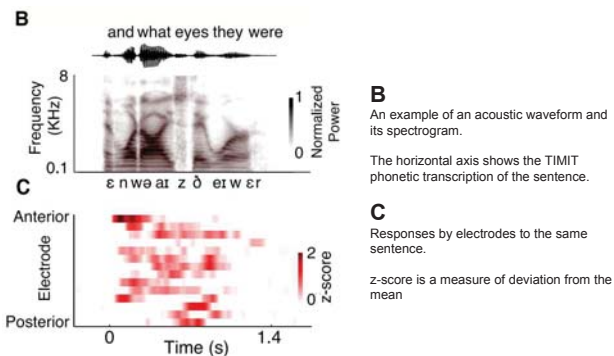 B
and what eyes they were
8
Frequency
(KHz)
0.1
1
0
Normalized
Power
ɛ n wə aɪ z ð eɪ w ɛr
C
Anterior
Electrode
Posterior
2
0
z-score
0
1.4
Time (s)
B
An example of an acoustic waveform and
its spectrogram.
The horizontal axis shows the TIMIT
phonetic transcription of the sentence.
C
Responses by electrodes to the same
sentence.
z-score is a measure of deviation from the
mean